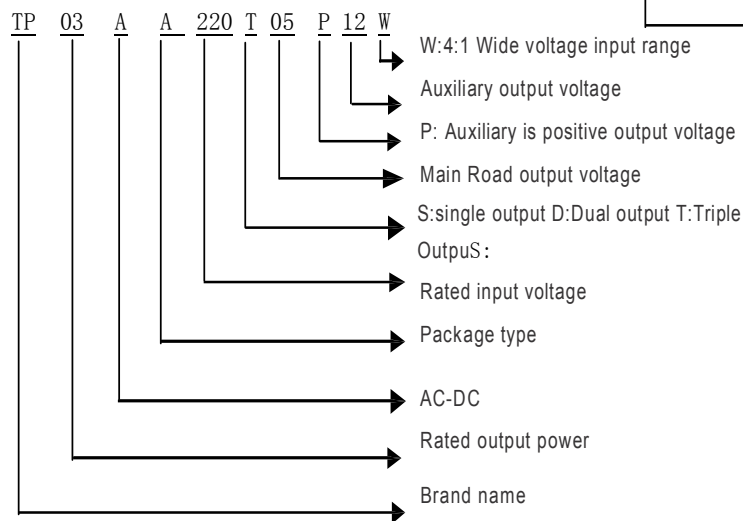 TP 03 A A 220 T 05 P 12 W
W:4:1 Wide voltage input range
Auxiliary output voltage
P: Auxiliary is positive output voltage
Main Road output voltage
S:single output D:Dual output T:Triple
OutpuS:
Rated input voltage
Package type
AC-DC
Rated output power
Brand name